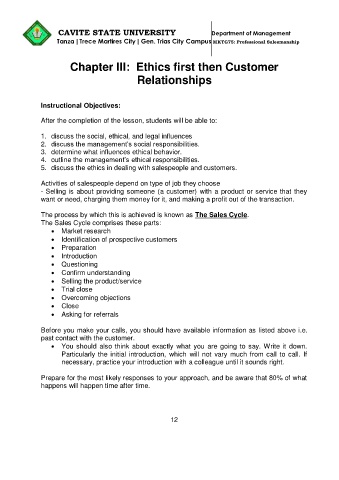 CAVITE STATE UNIVERSITY
Department of Management
Tanza | Trece Martires City | Gen. Trias City Campus
MKTG75: Professional Salesmanship
Chapter III: Ethics first then Customer
Relationships
Instructional Objectives:
After the completion of the lesson, students will be able to:
1. discuss the social, ethical, and legal influences
2. discuss the management's social responsibilities.
3. determine what influences ethical behavior.
4. outline the management's ethical responsibilities.
5. discuss the ethics in dealing with salespeople and customers.
Activities of salespeople depend on type of job they choose
- Selling is about providing someone (a customer) with a product or service that they
want or need, charging them money for it, and making a profit out of the transaction.
The process by which this is achieved is known as The Sales Cycle.
The Sales Cycle comprises these parts:
• Market research
• Identification of prospective customers
• Preparation
• Introduction
• Questioning
• Confirm understanding
• Selling the product/service
• Trial close
• Overcoming objections
• Close
• Asking for referrals
Before you make your calls, you should have available information as listed above i.e.
past contact with the customer.
• You should also think about exactly what you are going to say. Write it down.
Particularly the initial introduction, which will not vary much from call to call. If
necessary, practice your introduction with a colleague until it sounds right.
Prepare for the most likely responses to your approach, and be aware that 80% of what
happens will happen time after time.
12